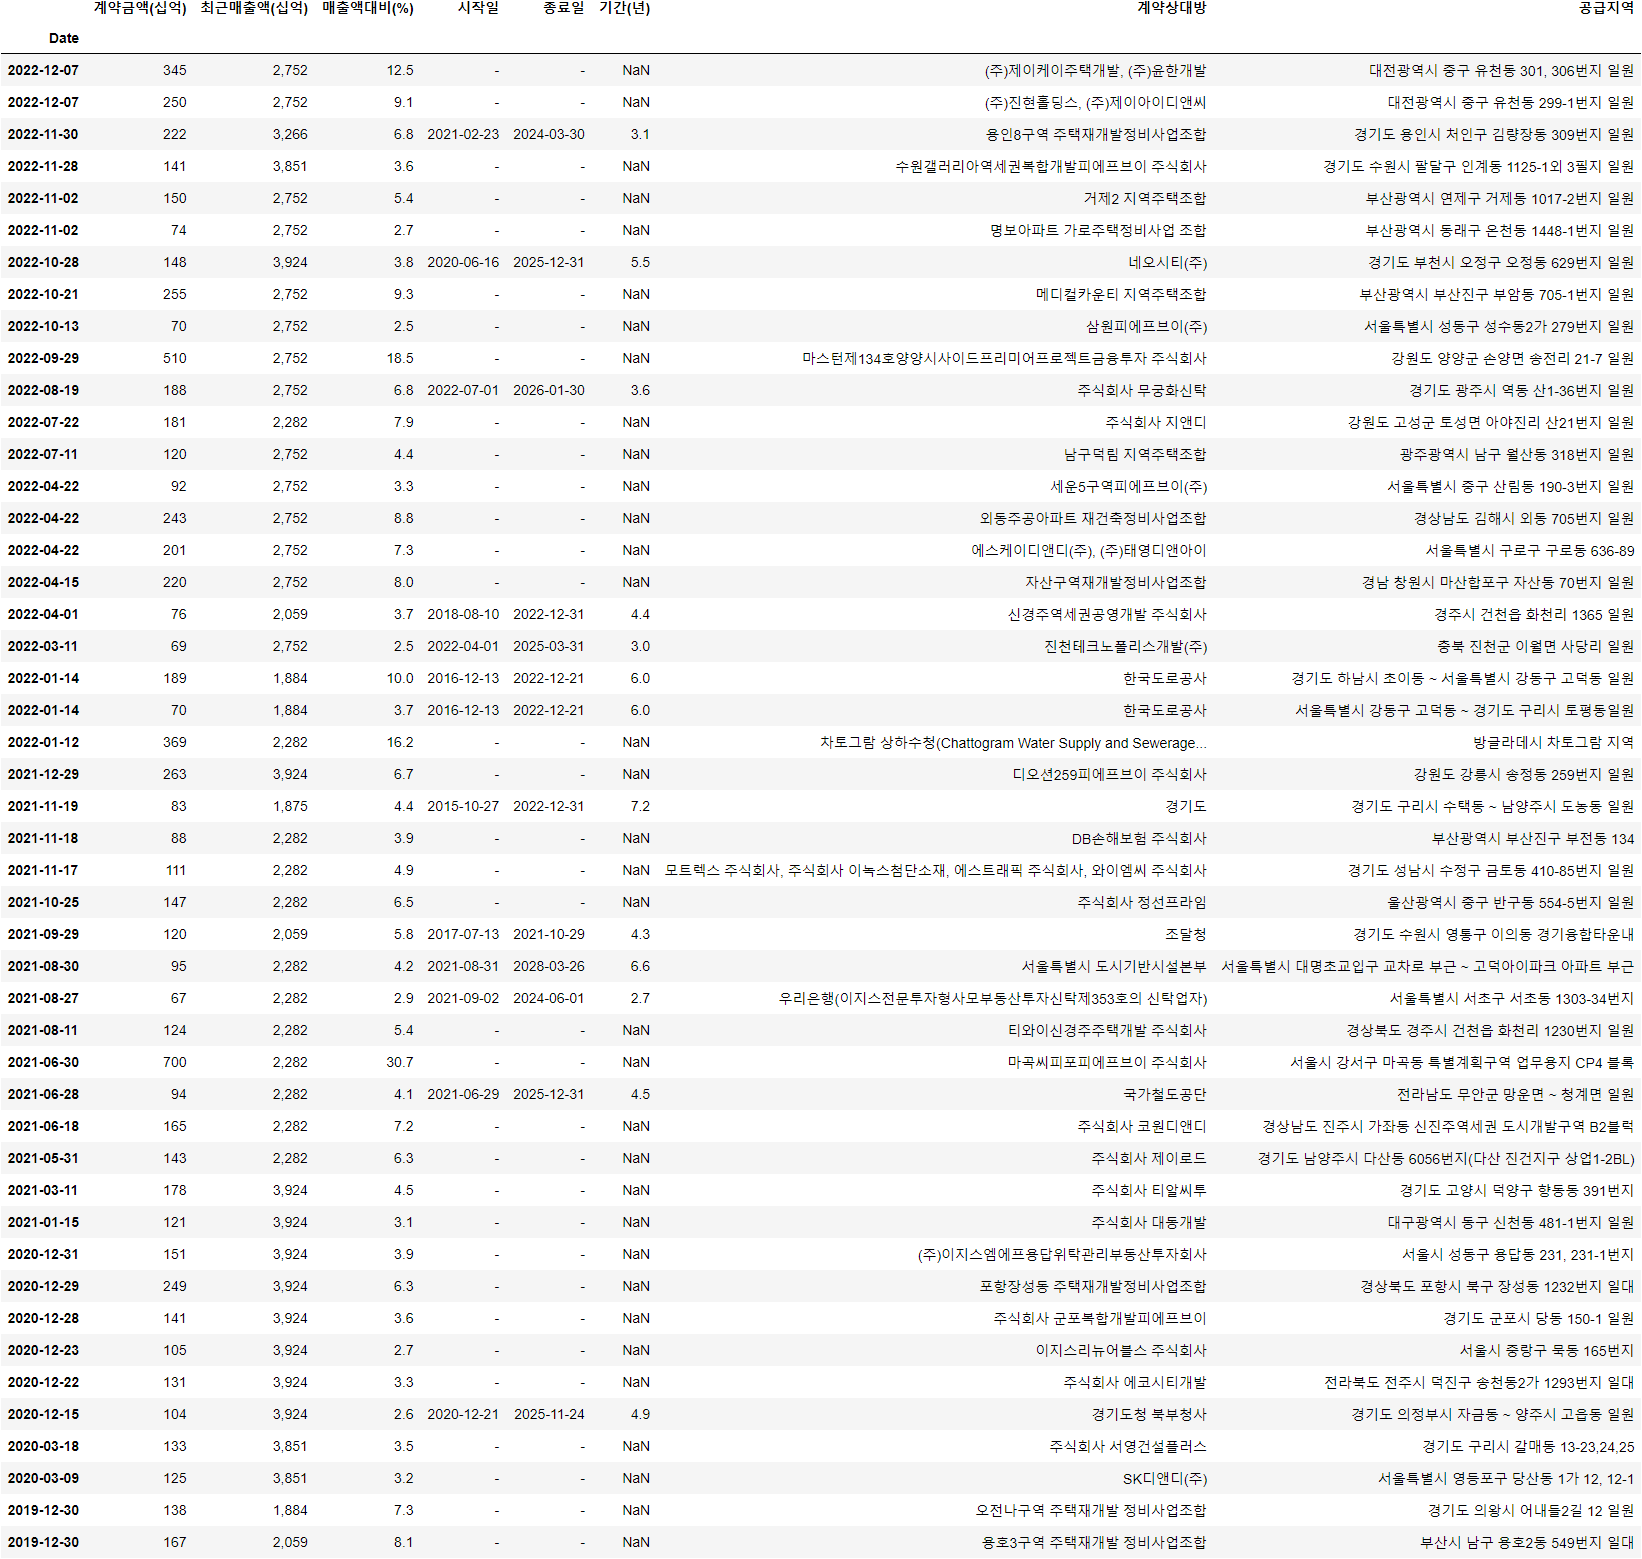 계약금액(십억) 최근매출액(십억) 매출액대비(%) 시작일 종료일 기간(년) 계약상대방 공급지역
Date
2022-12-07 345 2,752 12.5 - - NaN (주)제이케이주택개발, (주)윤한개발 대전광역시 중구 유천동 301, 306번지 일원
2022-12-07 250 2,752 9.1 - - NaN (주)진현홀딩스, (주)제이아이디앤씨 대전광역시 중구 유천동 299-1번지 일원
2022-11-30 222 3,266 6.8 2021-02-23 2024-03-30 3.1 용인8구역 주택재개발정비사업조합 경기도 용인시 처인구 김량장동 309번지 일원
2022-11-28 141 3,851 3.6 - - NaN 수원갤러리아역세권복합개발피에프브이 주식회사 경기도 수원시 팔달구 인계동 1125-1외 3필지 일원
2022-11-02 150 2,752 5.4 - - NaN 거제2 지역주택조합 부산광역시 연제구 거제동 1017-2번지 일원
2022-11-02 74 2,752 2.7 - - NaN 명보아파트 가로주택정비사업 조합 부산광역시 동래구 온천동 1448-1번지 일원
2022-10-28 148 3,924 3.8 2020-06-16 2025-12-31 5.5 네오시티(주) 경기도 부천시 오정구 오정동 629번지 일원
2022-10-21 255 2,752 9.3 - - NaN 메디컬카운티 지역주택조합 부산광역시 부산진구 부암동 705-1번지 일원
2022-10-13 70 2,752 2.5 - - NaN 삼원피에프브이(주) 서울특별시 성동구 성수동2가 279번지 일원
2022-09-29 510 2,752 18.5 - - NaN 마스턴제134호양양시사이드프리미어프로젝트금융투자 주식회사 강원도 양양군 손양면 송전리 21-7 일원
2022-08-19 188 2,752 6.8 2022-07-01 2026-01-30 3.6 주식회사 무궁화신탁 경기도 광주시 역동 산1-36번지 일원
2022-07-22 181 2,282 7.9 - - NaN 주식회사 지앤디 강원도 고성군 토성면 아야진리 산21번지 일원
2022-07-11 120 2,752 4.4 - - NaN 남구덕림 지역주택조합 광주광역시 남구 월산동 318번지 일원
2022-04-22 92 2,752 3.3 - - NaN 세운5구역피에프브이(주) 서울특별시 중구 산림동 190-3번지 일원
2022-04-22 243 2,752 8.8 - - NaN 외동주공아파트 재건축정비사업조합 경상남도 김해시 외동 705번지 일원
2022-04-22 201 2,752 7.3 - - NaN 에스케이디앤디(주), (주)태영디앤아이 서울특별시 구로구 구로동 636-89
2022-04-15 220 2,752 8.0 - - NaN 자산구역재개발정비사업조합 경남 창원시 마산합포구 자산동 70번지 일원
2022-04-01 76 2,059 3.7 2018-08-10 2022-12-31 4.4 신경주역세권공영개발 주식회사 경주시 건천읍 화천리 1365 일원
2022-03-11 69 2,752 2.5 2022-04-01 2025-03-31 3.0 진천테크노폴리스개발(주) 충북 진천군 이월면 사당리 일원
2022-01-14 189 1,884 10.0 2016-12-13 2022-12-21 6.0 한국도로공사 경기도 하남시 초이동 ~ 서울특별시 강동구 고덕동 일원
2022-01-14 70 1,884 3.7 2016-12-13 2022-12-21 6.0 한국도로공사 서울특별시 강동구 고덕동 ~ 경기도 구리시 토평동일원
2022-01-12 369 2,282 16.2 - - NaN 차토그람 상하수청(Chattogram Water Supply and Sewerage... 방글라데시 차토그람 지역
2021-12-29 263 3,924 6.7 - - NaN 디오션259피에프브이 주식회사 강원도 강릉시 송정동 259번지 일원
2021-11-19 83 1,875 4.4 2015-10-27 2022-12-31 7.2 경기도 경기도 구리시 수택동 ~ 남양주시 도농동 일원
2021-11-18 88 2,282 3.9 - - NaN DB손해보험 주식회사 부산광역시 부산진구 부전동 134
2021-11-17 111 2,282 4.9 - - NaN 모트렉스 주식회사, 주식회사 이녹스첨단소재, 에스트래픽 주식회사, 와이엠씨 주식회사 경기도 성남시 수정구 금토동 410-85번지 일원
2021-10-25 147 2,282 6.5 - - NaN 주식회사 정선프라임 울산광역시 중구 반구동 554-5번지 일원
2021-09-29 120 2,059 5.8 2017-07-13 2021-10-29 4.3 조달청 경기도 수원시 영통구 이의동 경기융합타운내
2021-08-30 95 2,282 4.2 2021-08-31 2028-03-26 6.6 서울특별시 도시기반시설본부 서울특별시 대명초교입구 교차로 부근 ~ 고덕아이파크 아파트 부근
2021-08-27 67 2,282 2.9 2021-09-02 2024-06-01 2.7 우리은행(이지스전문투자형사모부동산투자신탁제353호의 신탁업자) 서울특별시 서초구 서초동 1303-34번지
2021-08-11 124 2,282 5.4 - - NaN 티와이신경주주택개발 주식회사 경상북도 경주시 건천읍 화천리 1230번지 일원
2021-06-30 700 2,282 30.7 - - NaN 마곡씨피포피에프브이 주식회사 서울시 강서구 마곡동 특별계획구역 업무용지 CP4 블록
2021-06-28 94 2,282 4.1 2021-06-29 2025-12-31 4.5 국가철도공단 전라남도 무안군 망운면 ~ 청계면 일원
2021-06-18 165 2,282 7.2 - - NaN 주식회사 코원디앤디 경상남도 진주시 가좌동 신진주역세권 도시개발구역 B2블럭
2021-05-31 143 2,282 6.3 - - NaN 주식회사 제이로드 경기도 남양주시 다산동 6056번지(다산 진건지구 상업1-2BL)
2021-03-11 178 3,924 4.5 - - NaN 주식회사 티알씨투 경기도 고양시 덕양구 향동동 391번지
2021-01-15 121 3,924 3.1 - - NaN 주식회사 대동개발 대구광역시 동구 신천동 481-1번지 일원
2020-12-31 151 3,924 3.9 - - NaN (주)이지스엠에프용답위탁관리부동산투자회사 서울시 성동구 용답동 231, 231-1번지
2020-12-29 249 3,924 6.3 - - NaN 포항장성동 주택재개발정비사업조합 경상북도 포항시 북구 장성동 1232번지 일대
2020-12-28 141 3,924 3.6 - - NaN 주식회사 군포복합개발피에프브이 경기도 군포시 당동 150-1 일원
2020-12-23 105 3,924 2.7 - - NaN 이지스리뉴어블스 주식회사 서울시 중랑구 묵동 165번지
2020-12-22 131 3,924 3.3 - - NaN 주식회사 에코시티개발 전라북도 전주시 덕진구 송천동2가 1293번지 일대
2020-12-15 104 3,924 2.6 2020-12-21 2025-11-24 4.9 경기도청 북부청사 경기도 의정부시 자금동 ~ 양주시 고읍동 일원
2020-03-18 133 3,851 3.5 - - NaN 주식회사 서영건설플러스 경기도 구리시 갈매동 13-23,24,25
2020-03-09 125 3,851 3.2 - - NaN SK디앤디(주) 서울특별시 영등포구 당산동 1가 12, 12-1
2019-12-30 138 1,884 7.3 - - NaN 오전나구역 주택재개발 정비사업조합 경기도 의왕시 어내들2길 12 일원
2019-12-30 167 2,059 8.1 - - NaN 용호3구역 주택재개발 정비사업조합 부산시 남구 용호2동 549번지 일대